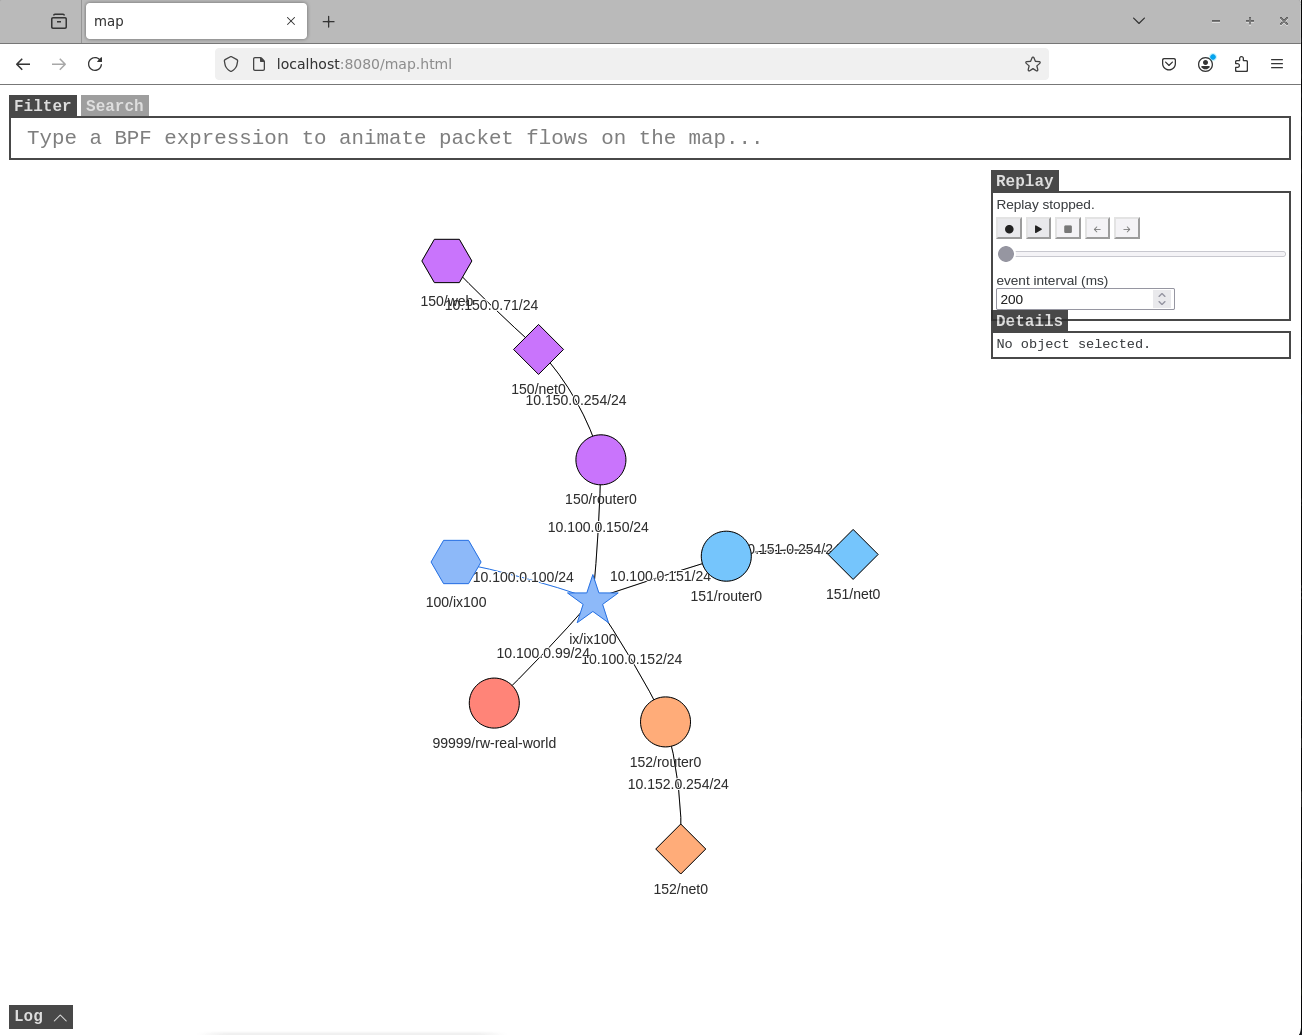 map
localhost:8080/map.html
Filter Search
Type a BPF expression to animate packet flows on the map...
Replay
Replay stopped.
event interval (ms)
200
Details
No object selected.
150/web
10.150.0.71/24
150/net0
10.150.0.254/24
150/router0
10.100.0.150/24
0.151.0.254/2
10.100.0.100/24
10.100.0.151/24
100/ix100
151/router0
151/net0
ix/ix100
10.100.0.99/24
10.100.0.152/24
99999/rw-real-world
152/router0
10.152.0.254/24
152/net0
Log